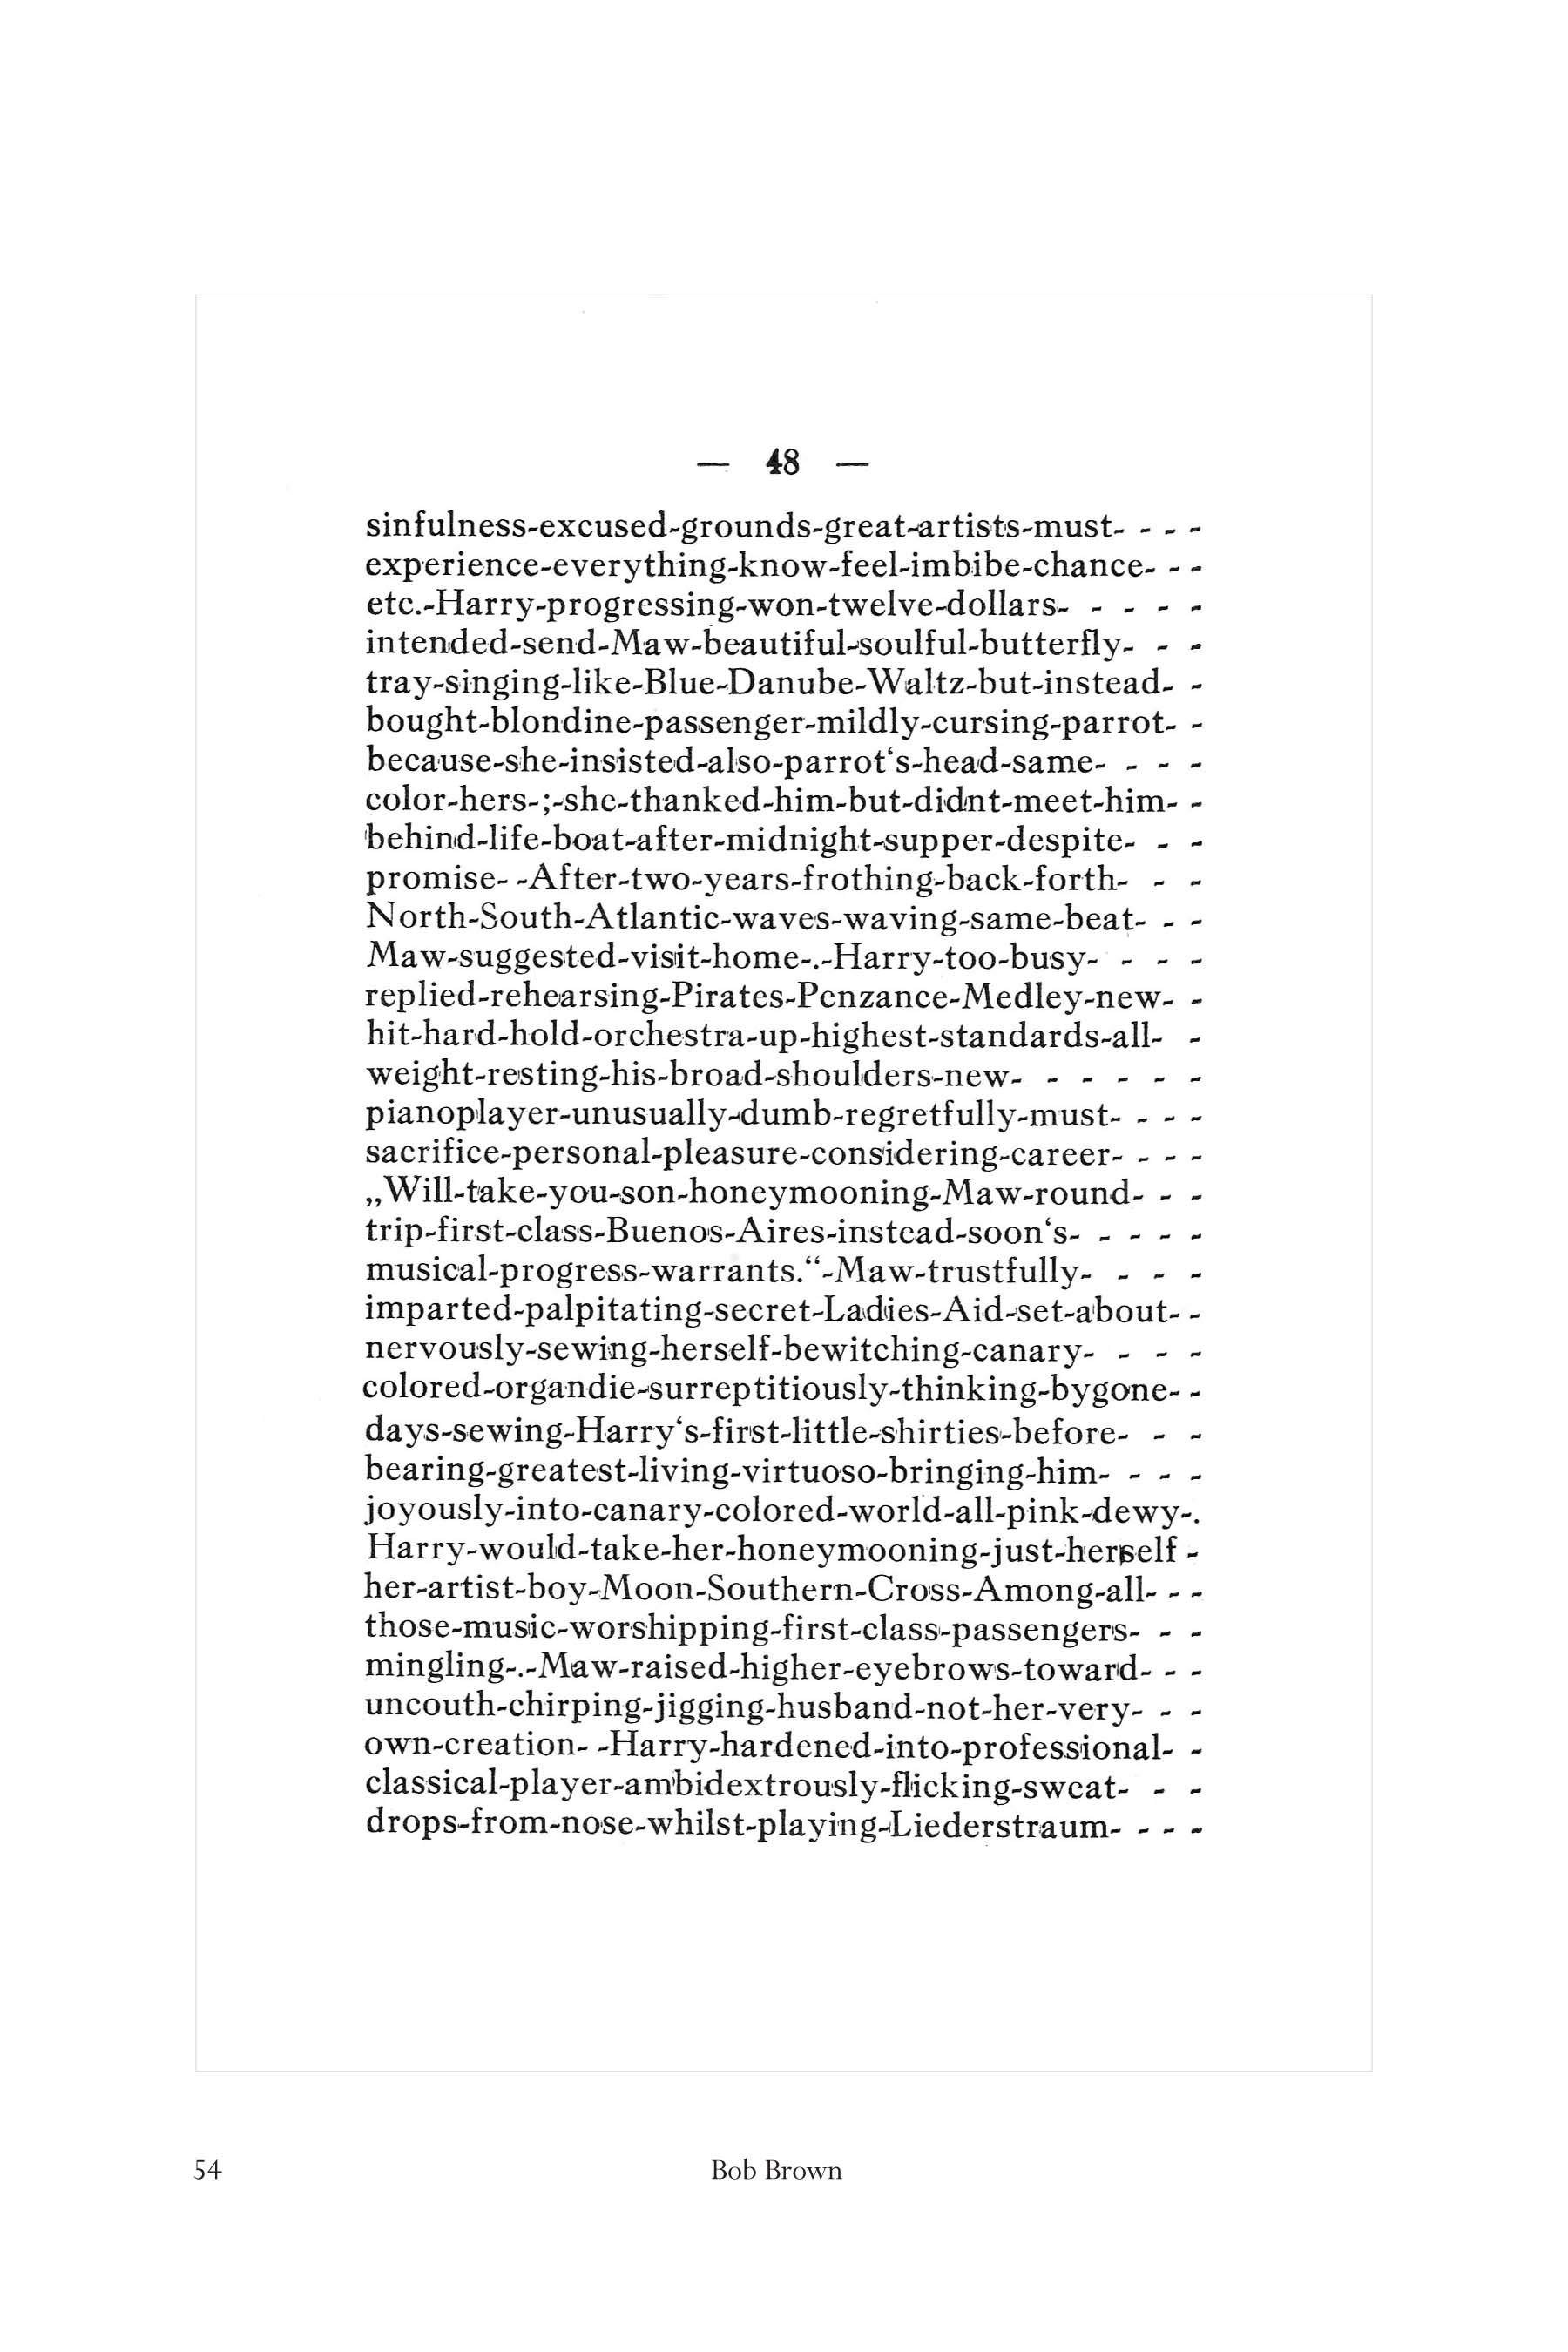 — 48 —
sinfulness-excused-grounds-great-artists-must- - - -
experience-everything-know-feel-imbibe-chance- - -
etc.-Harry-progressing-won-twelve-dollars- - - - -
intended-send-Maw-beautiful-soulful-butterfly- - -
tray-singing-like-Blue-Danube-Waltz-but-instead- -
bought-blondine-passenger-mildly-cursing-parrot- -
because-she-insisted-also-parrot‘s-head-same- - - -
color-hers-;-she-thanked-him-but-didnt-meet-him- -
behind-life-boat-after-midnight-supper-despite- - -
promise- -After-two-years-frothing-back-forth- - -
North-South-Atlantic-waves-waving-same-beat- - -
Maw-suggested-visit-home-.-Harry-too-busy- - - -
replied-rehearsing-Pirates-Penzance-Medley-new- -
hit-hard-hold-orchestra-up-highest-standards-all- -
weight-resting-his-broad-shoulders-new- - - - - -
pianoplayer-unusually-dumb-regretfully-must- - - -
sacrifice-personal-pleasure-considering-career- - - -
„Will-take-you-son-honeymooning-Maw-round- - -
trip-first-class-Buenos-Aires-instead-soon‘s- - - - -
musical-progress-warrants.“-Maw-trustfully- - - -
imparted-palpitating-secret-Ladies-Aid-set-about- -
nervously-sewing-herself-bewitching-canary- - - -
colored-organdie-surreptitiously-thinking-bygone- -
days-sewing-Harry‘s-first-little-shirties-before- - -
bearing-greatest-living-virtuoso-bringing-him- - - -
joyously-into-canary-colored-world-all-pink-dewy-.
Harry-would-take-her-honeymooning-just-herself -
her-artist-boy-Moon-Southern-Cross-Among-all- - -
those-music-worshipping-first-class-passengers- - -
mingling-.-Maw-raised-higher-eyebrows-toward- - -
uncouth-chirping-jigging-husband-not-her-very- - -
own-creation- -Harry-hardened-into-professional- -
classical-player-ambidextrously-flicking-sweat- - -
drops-from-nose-whilst-playing-Liederstraum- - - -
54 Bob Brown